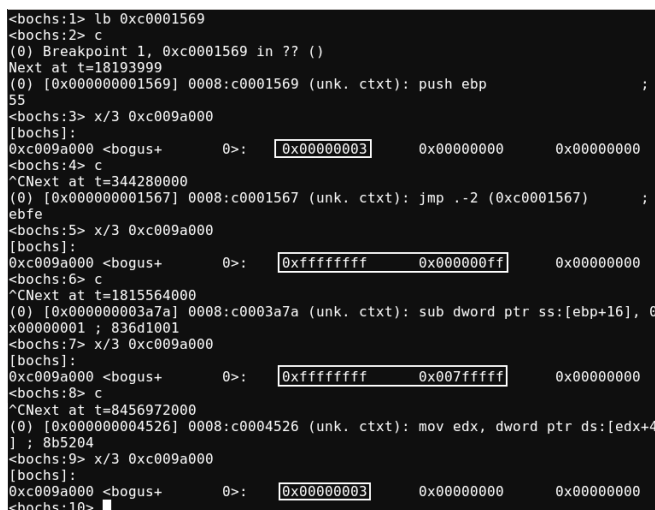 <bochs:1> lb 0xc0001569
<bochs:2> c
(0) Breakpoint 1, 0xc0001569 in ?? ()
Next at t=18193999
(0) [0x000000001569] 0008:c0001569 (unk. ctxt): push ebp ;
55
<bochs:3> x/3 0xc009a000
[bochs]:
0xc009a000 <bogus+ 0>: 0x00000003 0x00000000 0x00000000
<bochs:4> c
^CNext at t=344280000
(0) [0x000000001567] 0008:c0001567 (unk. ctxt): jmp .-2 (0xc0001567) ;
ebfe
<bochs:5> x/3 0xc009a000
[bochs]:
0xc009a000 <bogus+ 0>: 0xffffffff 0x000000ff 0x00000000
<bochs:6> c
^CNext at t=1815564000
(0) [0x000000003a7a] 0008:c0003a7a (unk. ctxt): sub dword ptr ss:[ebp+16], 0
x00000001 ; 836d1001
<bochs:7> x/3 0xc009a000
[bochs]:
0xc009a000 <bogus+ 0>: 0xffffffff 0x007fffff 0x00000000
<bochs:8> c
^CNext at t=8456972000
(0) [0x000000004526] 0008:c0004526 (unk. ctxt): mov edx, dword ptr ds:[edx+4
] ; 8b5204
<bochs:9> x/3 0xc009a000
[bochs]:
0xc009a000 <bogus+ 0>: 0x00000003 0x00000000 0x00000000
<bochs:10>